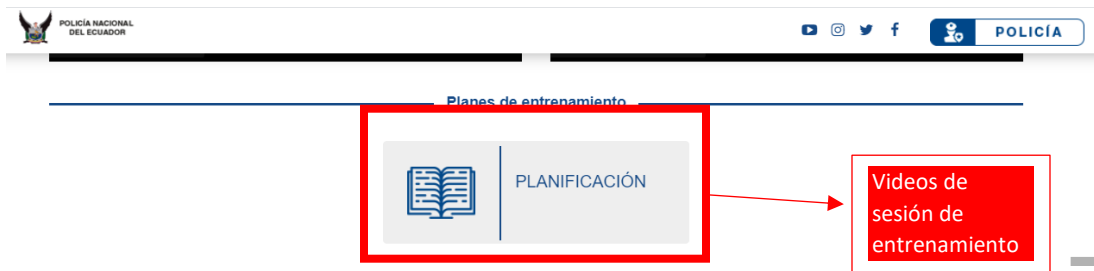 POLICÍA NACIONAL
DEL ECUADOR
POLICÍA
Planes de entrenamiento
PLANIFICACIÓN
Videos de
sesión de
entrenamiento